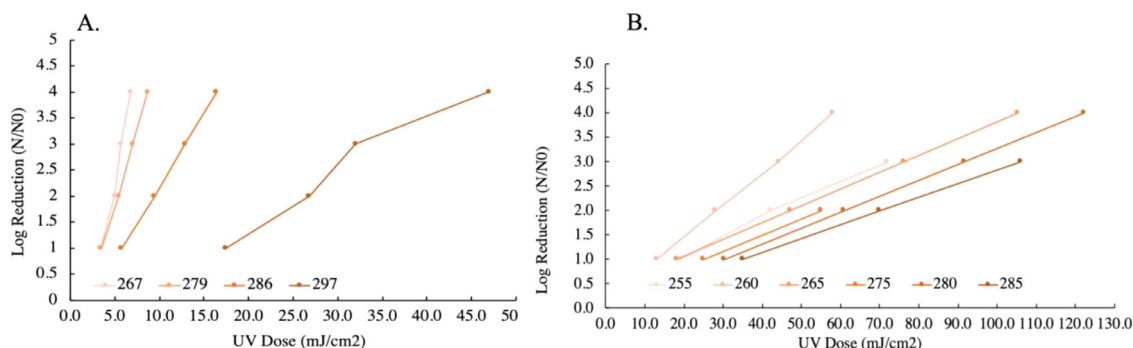 A.
Log Reduction (N/N0)
5
4.5
4
3.5
3
2.5
2
1.5
1
0.5
0
267 279 286 297
0.0 5.0 10.0 15.0 20.0 25.0 30.0 35.0 40.0 45.0 50
UV Dose (mJ/cm2)
B.
Log Reduction (N/N0)
5.0
4.5
4.0
3.5
3.0
2.5
2.0
1.5
1.0
0.5
0.0
255 260 265 275 280 285
0.0 10.0 20.0 30.0 40.0 50.0 60.0 70.0 80.0 90.0 100.0 110.0 120.0 130.0
UV Dose (mJ/cm2)